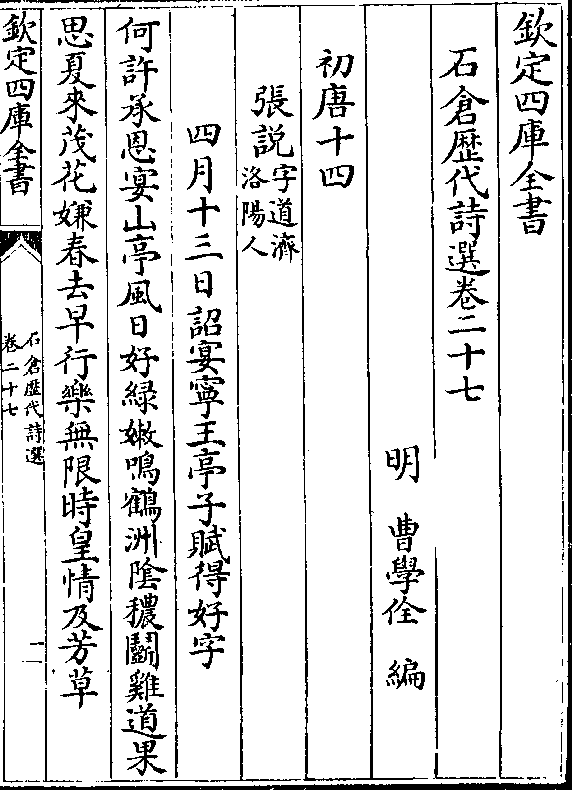 欽定四庫全書
石倉歴代詩選卷二十七
明 曹學佺 編
初唐十四
張説字道濟
洛陽人
四月十三日詔宴寧王亭子賦得好字
何許承恩宴山亭風日好緑嫩鳴鶴洲隂穠鬬雞道果
思夏來茂花嫌春去早行樂無限時皇情及芳草
欽定四庫全書
石倉歴代詩選
卷二十七
一